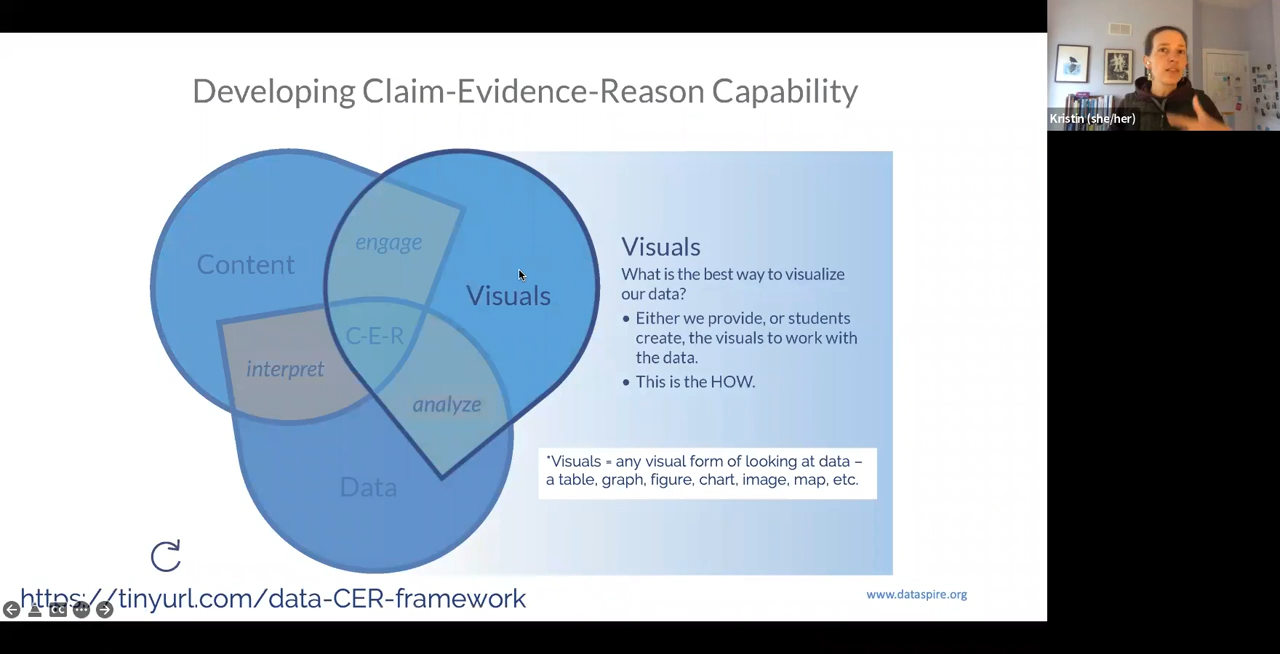 Developing Claim-Evidence-Reason Capability
Kristin (she/her)
engage
Content
Visuals
C-E-R
interpret
analyze
Data
Visuals
What is the best way to visualize
our data?
• Either we provide, or students
create, the visuals to work with
the data.
• This is the HOW.
*Visuals = any visual form of looking at data –
a table, graph, figure, chart, image, map, etc.
https://tinyurl.com/data-CER-framework
CC
www.dataspire.org